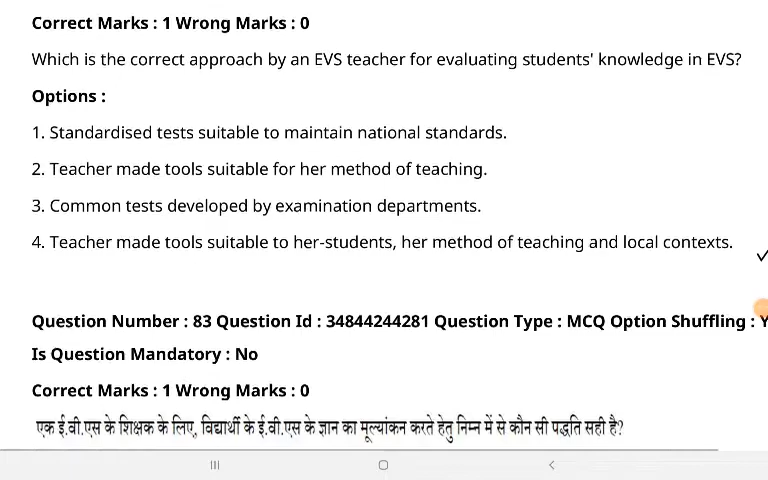 Correct Marks : 1 Wrong Marks : 0
Which is the correct approach by an EVS teacher for evaluating students' knowledge in EVS?
Options :
1. Standardised tests suitable to maintain national standards.
2. Teacher made tools suitable for her method of teaching.
3. Common tests developed by examination departments.
4. Teacher made tools suitable to her-students, her method of teaching and local contexts.
Question Number : 83 Question Id : 34844244281 Question Type : MCQ Option Shuffling : Y
Is Question Mandatory : No
Correct Marks : 1 Wrong Marks : 0
एक ई.वी.एस के शिक्षक के लिए, विद्यार्थी के ई.वी.एस के ज्ञान का मूल्यांकन करते हेतु निम्न में से कौन सी पद्धति सही है?